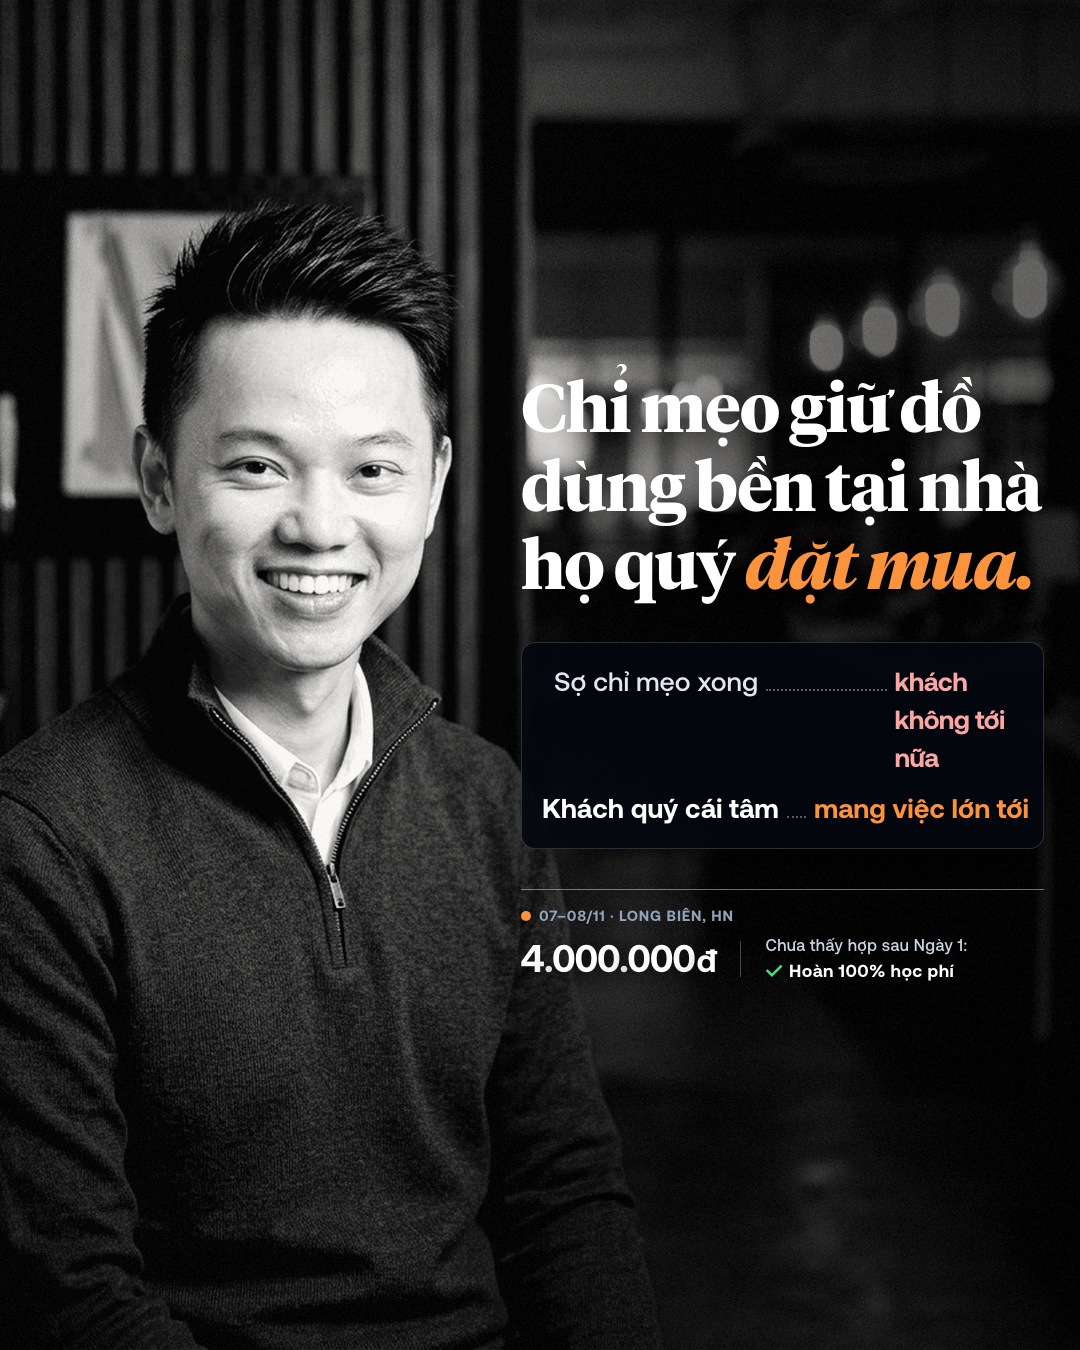 Chỉ mẹo giữ đồ
dùng bền tại nhà
họ quý đặt mua.
Sợ chỉ mẹo xong ........ khách
không tới
nữa
Khách quý cái tâm .... mang việc lớn tới
07–08/11 · LONG BIÊN, HN
4.000.000đ
Chưa thấy hợp sau Ngày 1:
✓ Hoàn 100% học phí